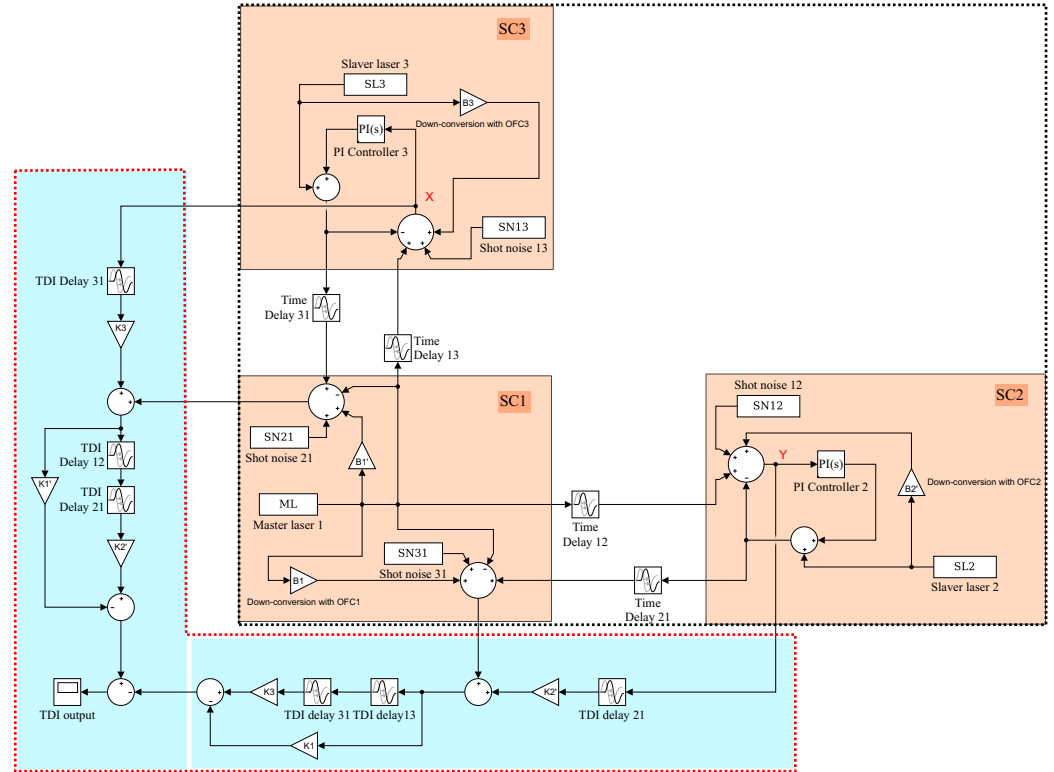 SC3
Slaver laser 3
SL3
B3
Down-conversion with OFC3
PI(s)
PI Controller 3
X
SN13
Shot noise 13
TDI Delay 31
K3
Time
Delay 31
Time
Delay 13
SC1
SN21
Shot noise 21
B1'
ML
Master laser 1
SN31
Shot noise 31
B1
Down-conversion with OFC1
TDI
Delay 12
K1'
TDI
Delay 21
K2'
Time
Delay 12
Time
Delay 21
SC2
Shot noise 12
SN12
Y
PI(s)
PI Controller 2
B2'
Down-conversion with OFC2
SL2
Slaver laser 2
TDI output
K3
TDI delay 31
TDI delay13
K2'
TDI delay 21
K1